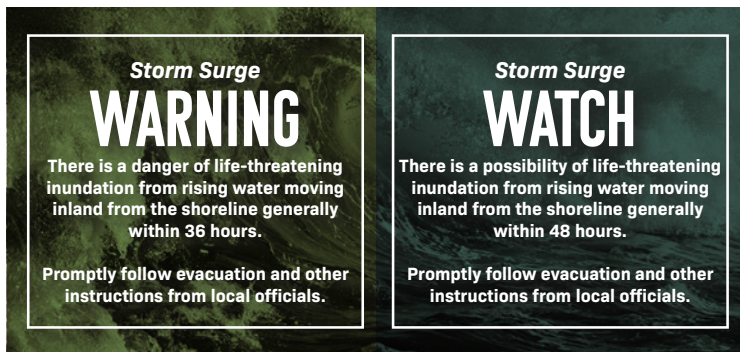 Storm Surge
WARNING
There is a danger of life-threatening
inundation from rising water moving
inland from the shoreline generally
within 36 hours.
Promptly follow evacuation and other
instructions from local officials.
Storm Surge
WATCH
There is a possibility of life-threatening
inundation from rising water moving
inland from the shoreline generally
within 48 hours.
Promptly follow evacuation and other
instructions from local officials.